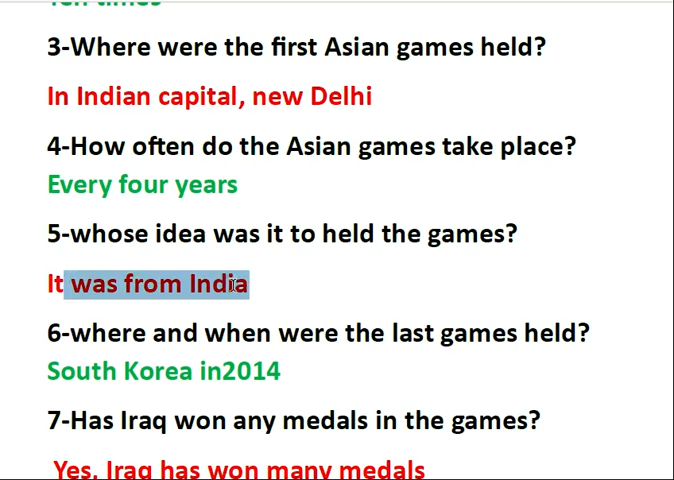 Ten times
3-Where were the first Asian games held?
In Indian capital, new Delhi
4-How often do the Asian games take place?
Every four years
5-whose idea was it to held the games?
It was from India
6-where and when were the last games held?
South Korea in2014
7-Has Iraq won any medals in the games?
Yes, Iraq has won many medals